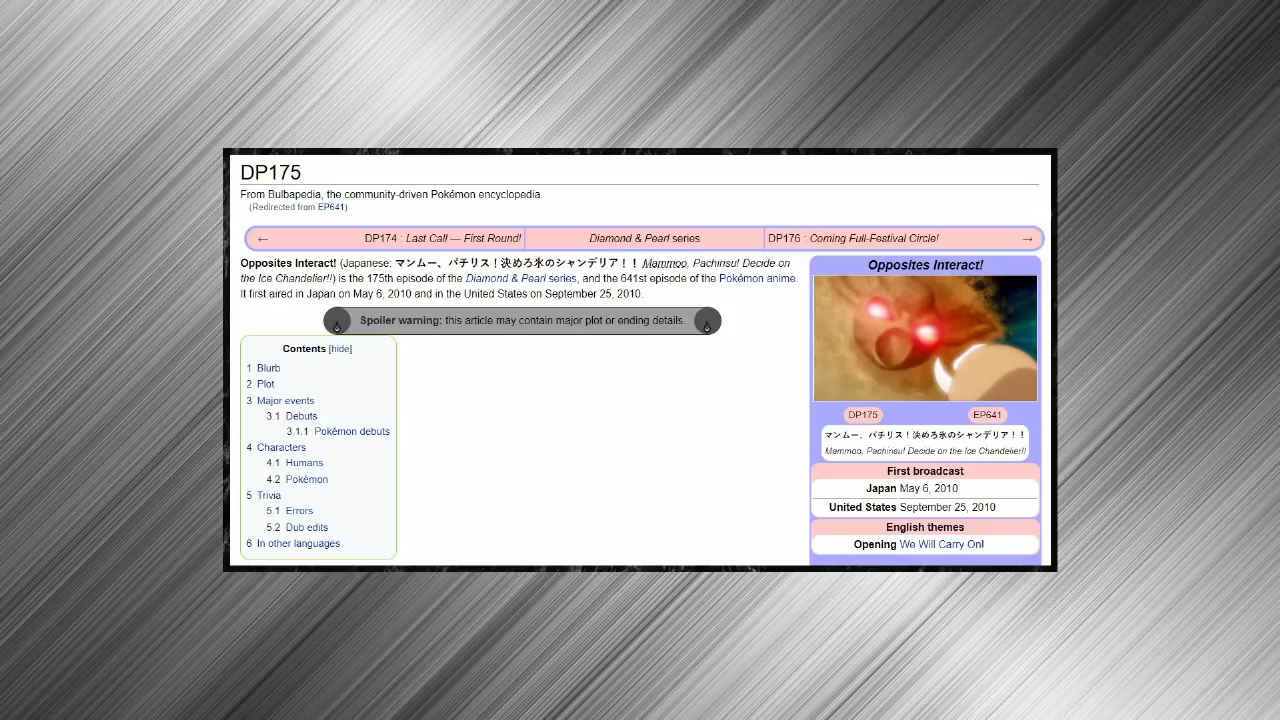 DP175
From Bulbapedia, the community-driven Pokémon encyclopedia.
(Redirected from EP641)
← DP174 : Last Call — First Round! Diamond & Pearl series DP176 : Coming Full-Festival Circle! →
Opposites Interact! (Japanese: マンムー、パチリス！決めろ氷のシャンデリア！！ Mammoo, Pachirisu! Decide on
the Ice Chandelier!!) is the 175th episode of the Diamond & Pearl series, and the 641st episode of the Pokémon anime.
It first aired in Japan on May 6, 2010 and in the United States on September 25, 2010.
Spoiler warning: this article may contain major plot or ending details.
Contents [hide]
1 Blurb
2 Plot
3 Major events
3.1 Debuts
3.1.1 Pokémon debuts
4 Characters
4.1 Humans
4.2 Pokémon
5 Trivia
5.1 Errors
5.2 Dub edits
6 In other languages
Opposites Interact!
DP175 EP641
マンムー、パチリス！決めろ氷のシャンデリア！！
Mammoo, Pachirisu! Decide on the Ice Chandelier!!
First broadcast
Japan May 6, 2010
United States September 25, 2010
English themes
Opening We Will Carry On!